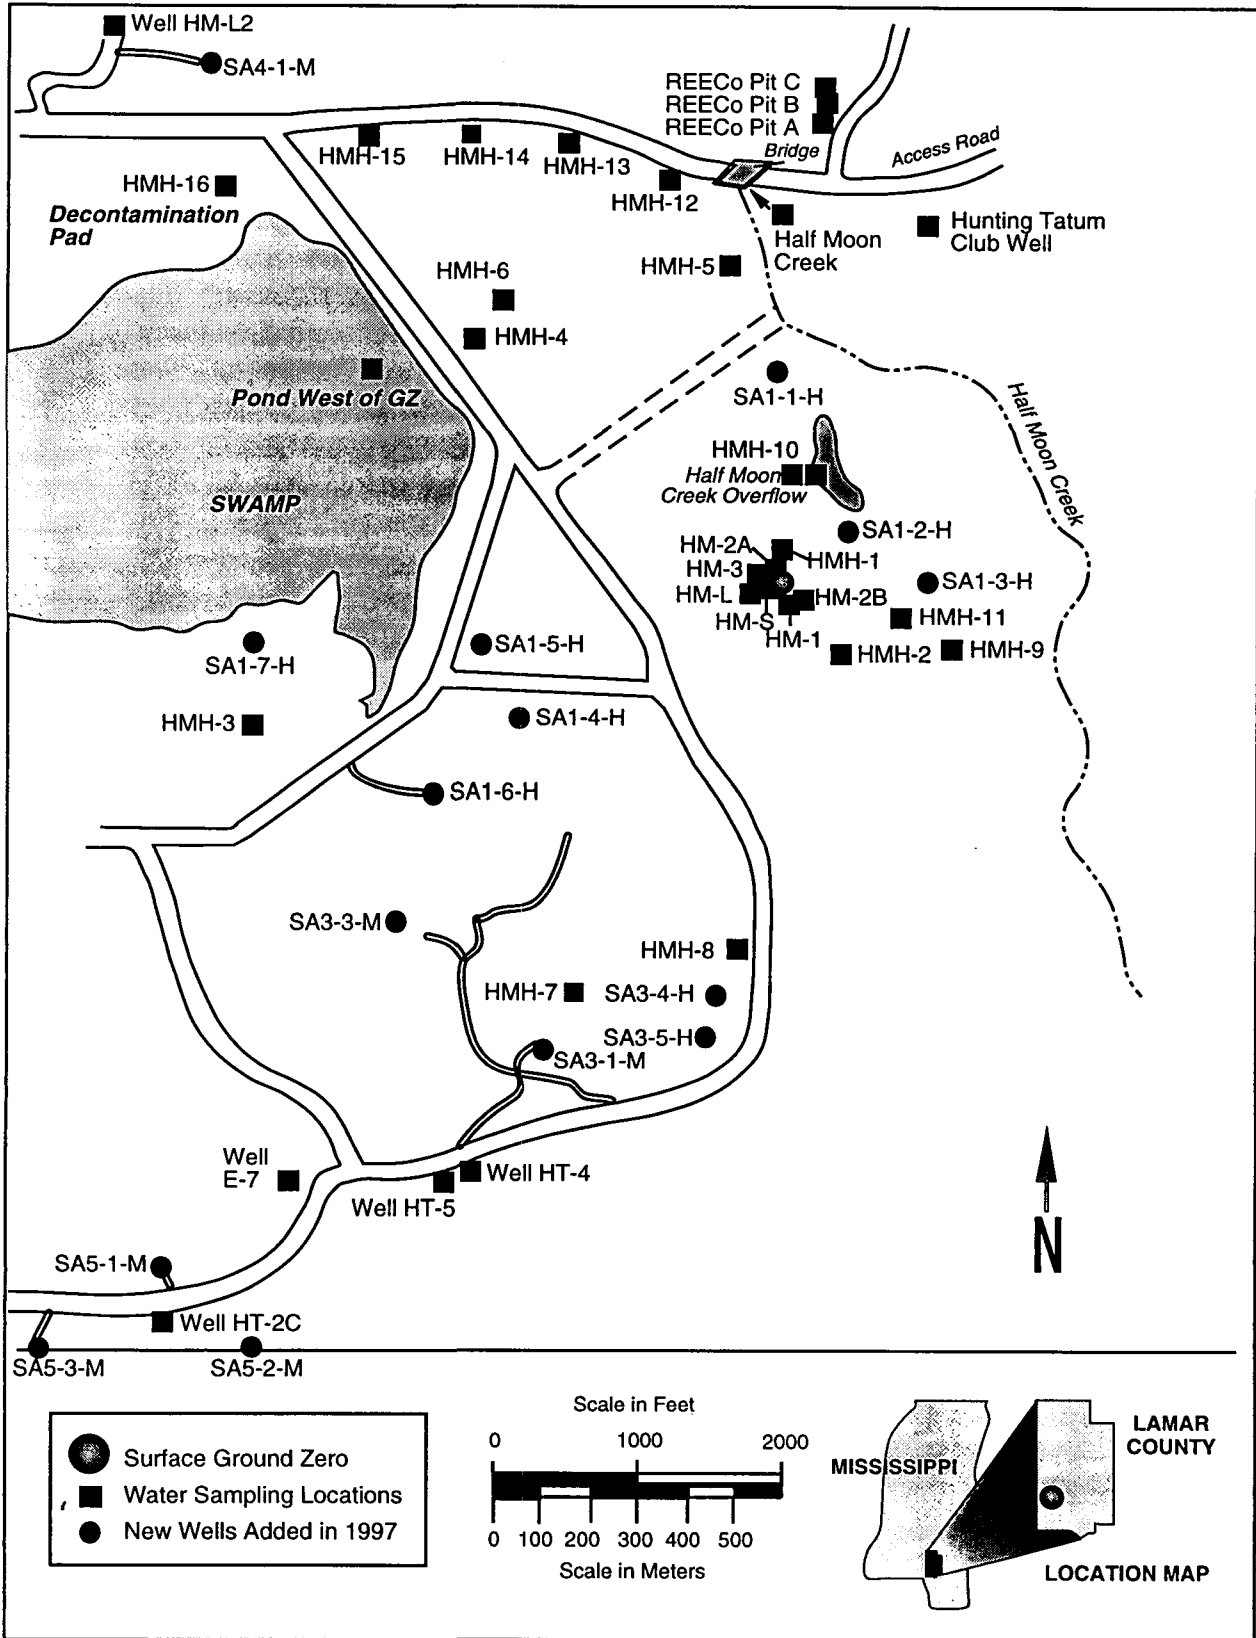 Well HM-L2
SA4-1-M
REECo Pit C
REECo Pit B
REECo Pit A
Bridge
Access Road
HMH-15
HMH-14
HMH-13
HMH-12
HMH-16
Decontamination
Pad
Half Moon
Creek
Hunting Tatum
Club Well
HMH-5
HMH-6
HMH-4
Pond West of GZ
SA1-1-H
Half Moon Creek
HMH-10
Half Moon
Creek Overflow
SWAMP
SA1-2-H
HM-2A
HMH-1
HM-3
SA1-3-H
HM-L
HM-2B
HM-S
HM-1
HMH-11
HMH-2
HMH-9
SA1-7-H
SA1-5-H
HMH-3
SA1-4-H
SA1-6-H
SA3-3-M
HMH-8
HMH-7
SA3-4-H
SA3-5-H
SA3-1-M
Well
E-7
Well HT-4
Well HT-5
N
SA5-1-M
Well HT-2C
SA5-3-M
SA5-2-M
Surface Ground Zero
Water Sampling Locations
New Wells Added in 1997
Scale in Feet
0 1000 2000
0 100 200 300 400 500
Scale in Meters
MISSISSIPPI
LAMAR
COUNTY
LOCATION MAP